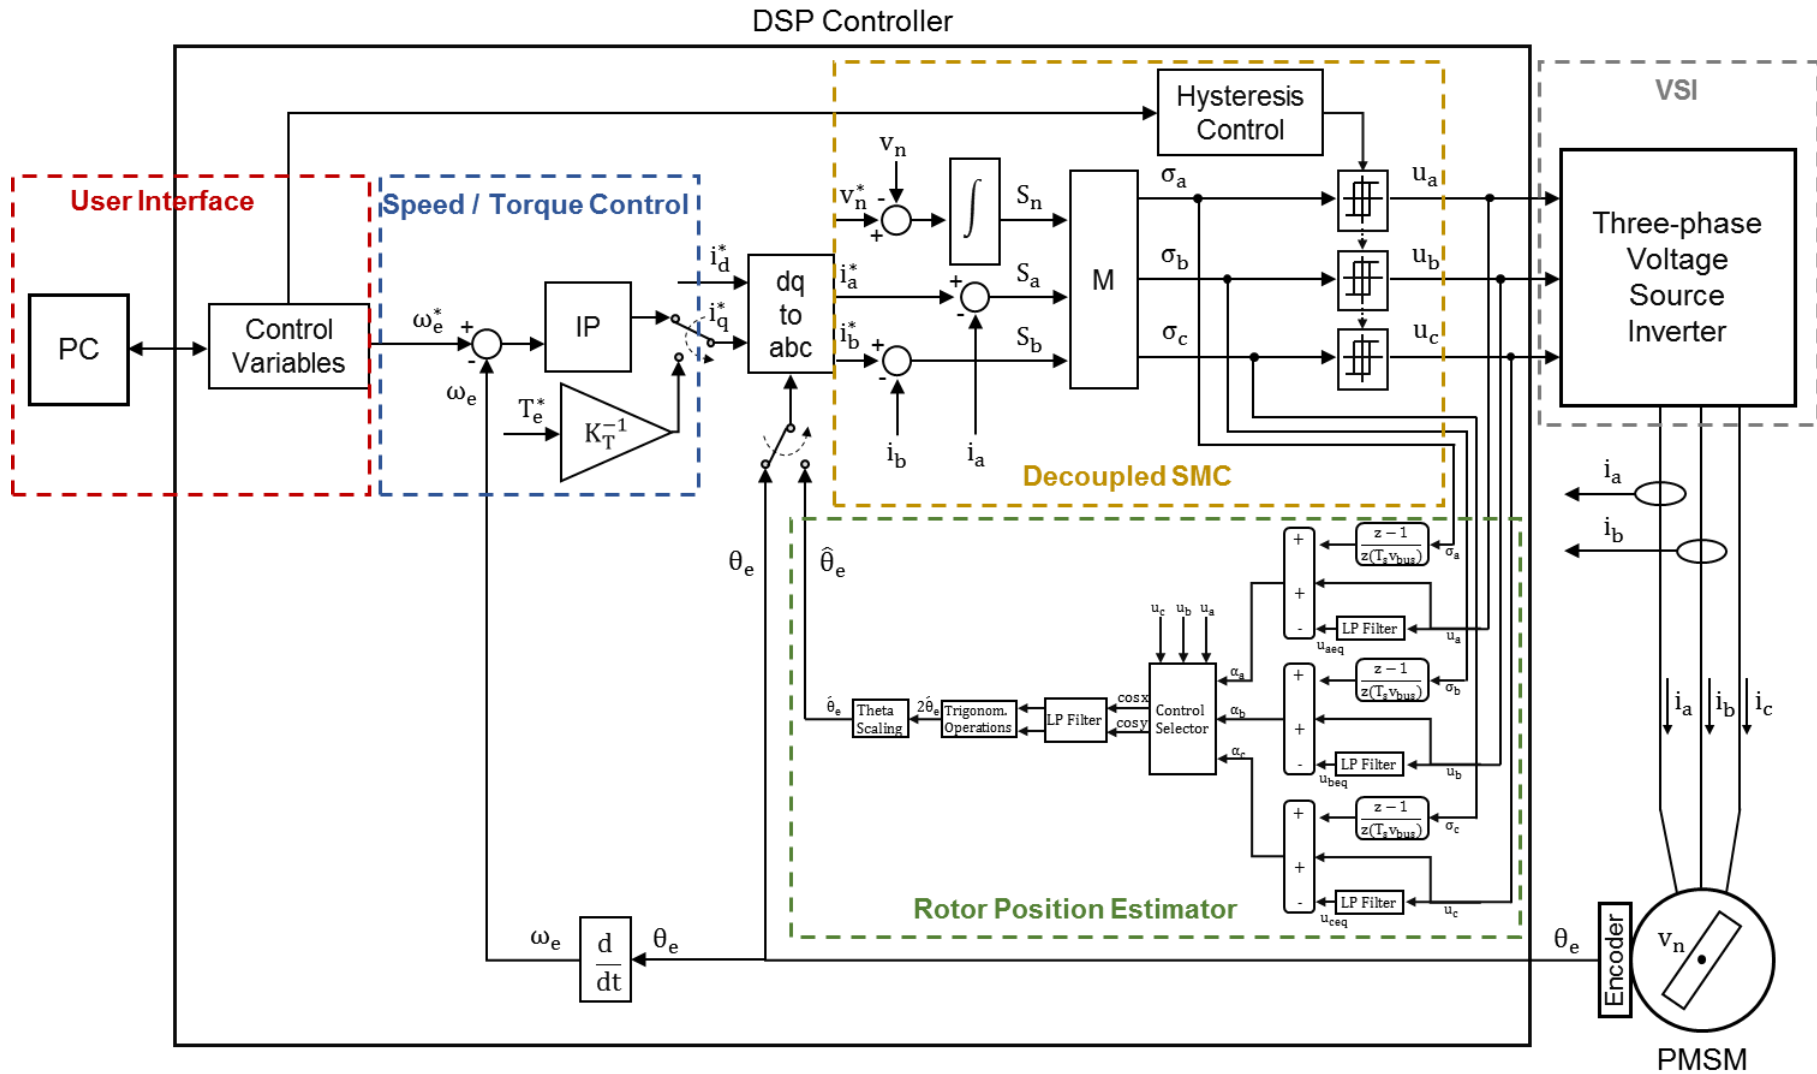 DSP Controller
VSI
User Interface
Speed / Torque Control
Hysteresis
Control
Three-phase
Voltage
Source
Inverter
PC
Control
Variables
ω_e^*
+
-
ω_e
IP
T_e^*
K_T^{-1}
i_d^*
i_q^*
dq
to
abc
v_n
v_n^*
-
+
∫
S_n
i_a^*
+
-
S_a
i_b^*
+
-
S_b
i_b
i_a
M
σ_a
σ_b
σ_c
u_a
u_b
u_c
Decoupled SMC
i_a
i_b
i_a
i_b
i_c
θ_e
θ̂_e
z − 1
z(T_s v_bus)
σ_a
+
+
-
LP Filter
u_aeq
u_a
z − 1
z(T_s v_bus)
σ_b
+
+
-
LP Filter
u_beq
u_b
z − 1
z(T_s v_bus)
σ_c
+
+
-
LP Filter
u_ceq
u_c
u_c
u_b
u_a
α_a
α_b
α_c
Control
Selector
cosx
cosy
LP Filter
Trigonom.
Operations
2θ́_e
Theta
Scaling
θ́_e
Rotor Position Estimator
ω_e
d
dt
θ_e
θ_e
Encoder
v_n
PMSM